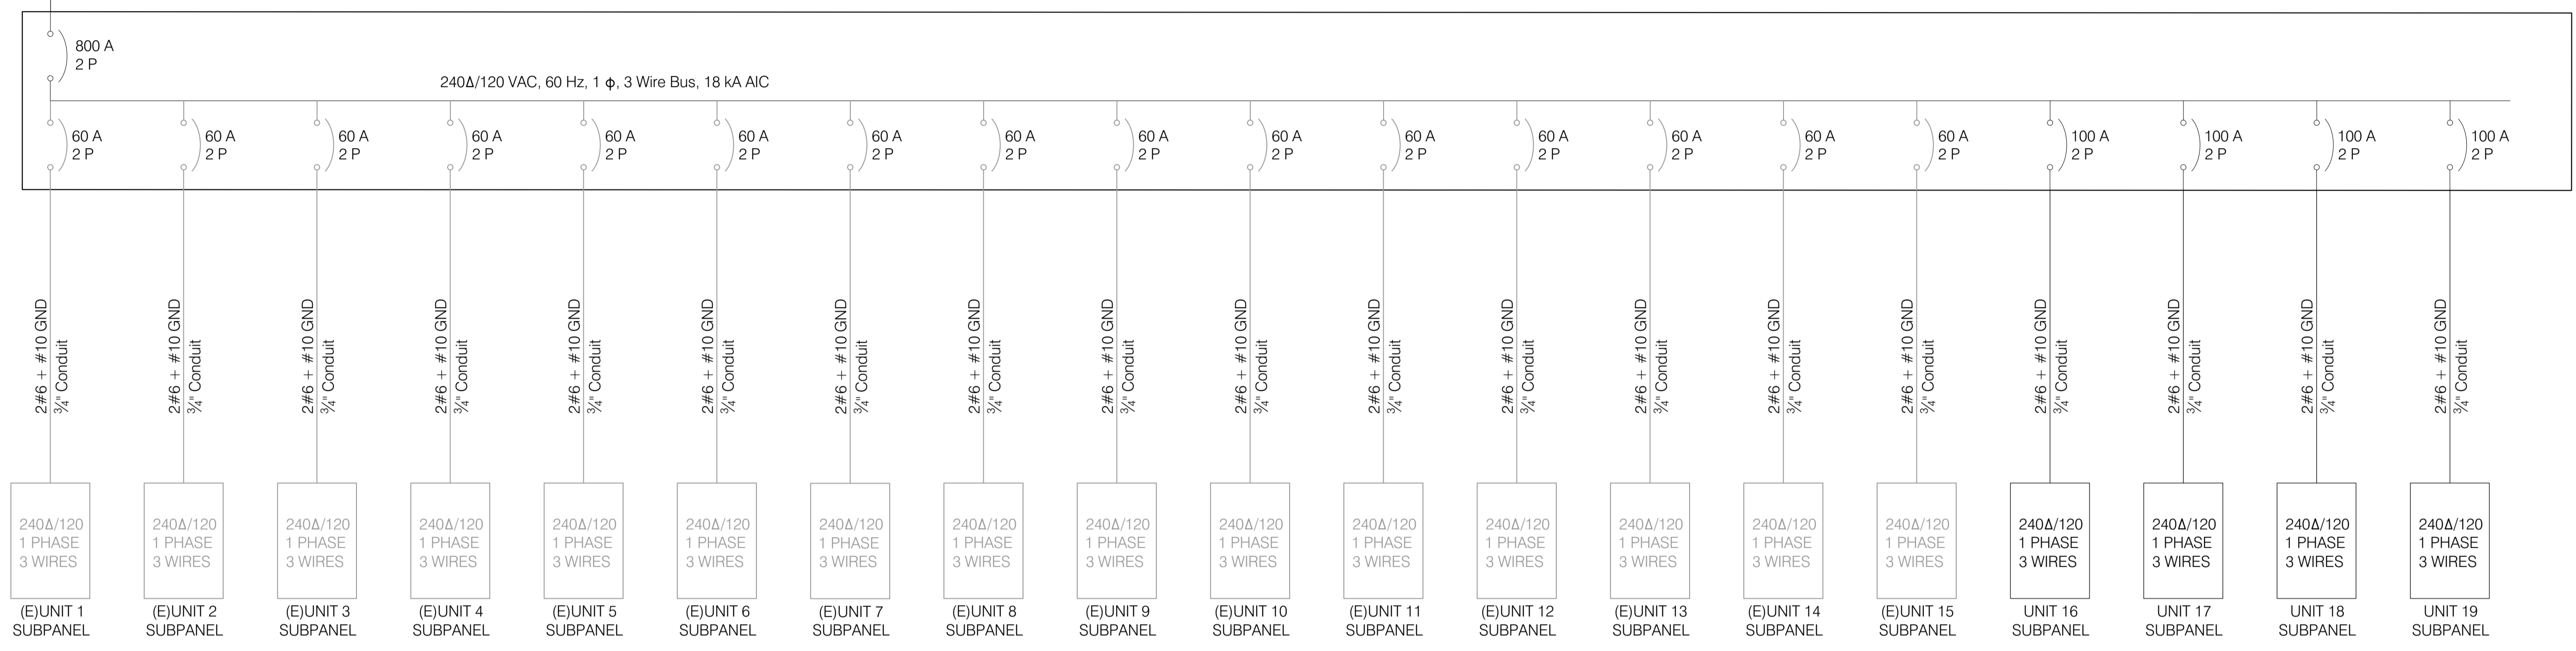 800 A
2 P
240Δ/120 VAC, 60 Hz, 1 ϕ, 3 Wire Bus, 18 kA AIC
60 A
2 P
60 A
2 P
60 A
2 P
60 A
2 P
60 A
2 P
60 A
2 P
60 A
2 P
60 A
2 P
60 A
2 P
60 A
2 P
60 A
2 P
60 A
2 P
60 A
2 P
60 A
2 P
60 A
2 P
100 A
2 P
100 A
2 P
100 A
2 P
100 A
2 P
2#6 + #10 GND
¾" Conduit
2#6 + #10 GND
¾" Conduit
2#6 + #10 GND
¾" Conduit
2#6 + #10 GND
¾" Conduit
2#6 + #10 GND
¾" Conduit
2#6 + #10 GND
¾" Conduit
2#6 + #10 GND
¾" Conduit
2#6 + #10 GND
¾" Conduit
2#6 + #10 GND
¾" Conduit
2#6 + #10 GND
¾" Conduit
2#6 + #10 GND
¾" Conduit
2#6 + #10 GND
¾" Conduit
2#6 + #10 GND
¾" Conduit
2#6 + #10 GND
¾" Conduit
2#6 + #10 GND
¾" Conduit
2#6 + #10 GND
¾" Conduit
2#6 + #10 GND
¾" Conduit
2#6 + #10 GND
¾" Conduit
2#6 + #10 GND
¾" Conduit
240Δ/120
1 PHASE
3 WIRES
(E)UNIT 1
SUBPANEL
240Δ/120
1 PHASE
3 WIRES
(E)UNIT 2
SUBPANEL
240Δ/120
1 PHASE
3 WIRES
(E)UNIT 3
SUBPANEL
240Δ/120
1 PHASE
3 WIRES
(E)UNIT 4
SUBPANEL
240Δ/120
1 PHASE
3 WIRES
(E)UNIT 5
SUBPANEL
240Δ/120
1 PHASE
3 WIRES
(E)UNIT 6
SUBPANEL
240Δ/120
1 PHASE
3 WIRES
(E)UNIT 7
SUBPANEL
240Δ/120
1 PHASE
3 WIRES
(E)UNIT 8
SUBPANEL
240Δ/120
1 PHASE
3 WIRES
(E)UNIT 9
SUBPANEL
240Δ/120
1 PHASE
3 WIRES
(E)UNIT 10
SUBPANEL
240Δ/120
1 PHASE
3 WIRES
(E)UNIT 11
SUBPANEL
240Δ/120
1 PHASE
3 WIRES
(E)UNIT 12
SUBPANEL
240Δ/120
1 PHASE
3 WIRES
(E)UNIT 13
SUBPANEL
240Δ/120
1 PHASE
3 WIRES
(E)UNIT 14
SUBPANEL
240Δ/120
1 PHASE
3 WIRES
(E)UNIT 15
SUBPANEL
240Δ/120
1 PHASE
3 WIRES
UNIT 16
SUBPANEL
240Δ/120
1 PHASE
3 WIRES
UNIT 17
SUBPANEL
240Δ/120
1 PHASE
3 WIRES
UNIT 18
SUBPANEL
240Δ/120
1 PHASE
3 WIRES
UNIT 19
SUBPANEL